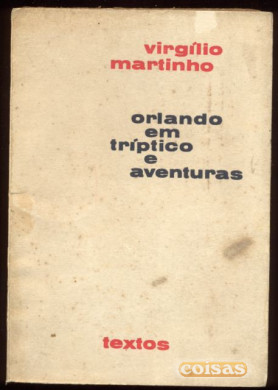 virgílio
martinho
orlando
em
tríptico
e
aventuras
textos
coisas